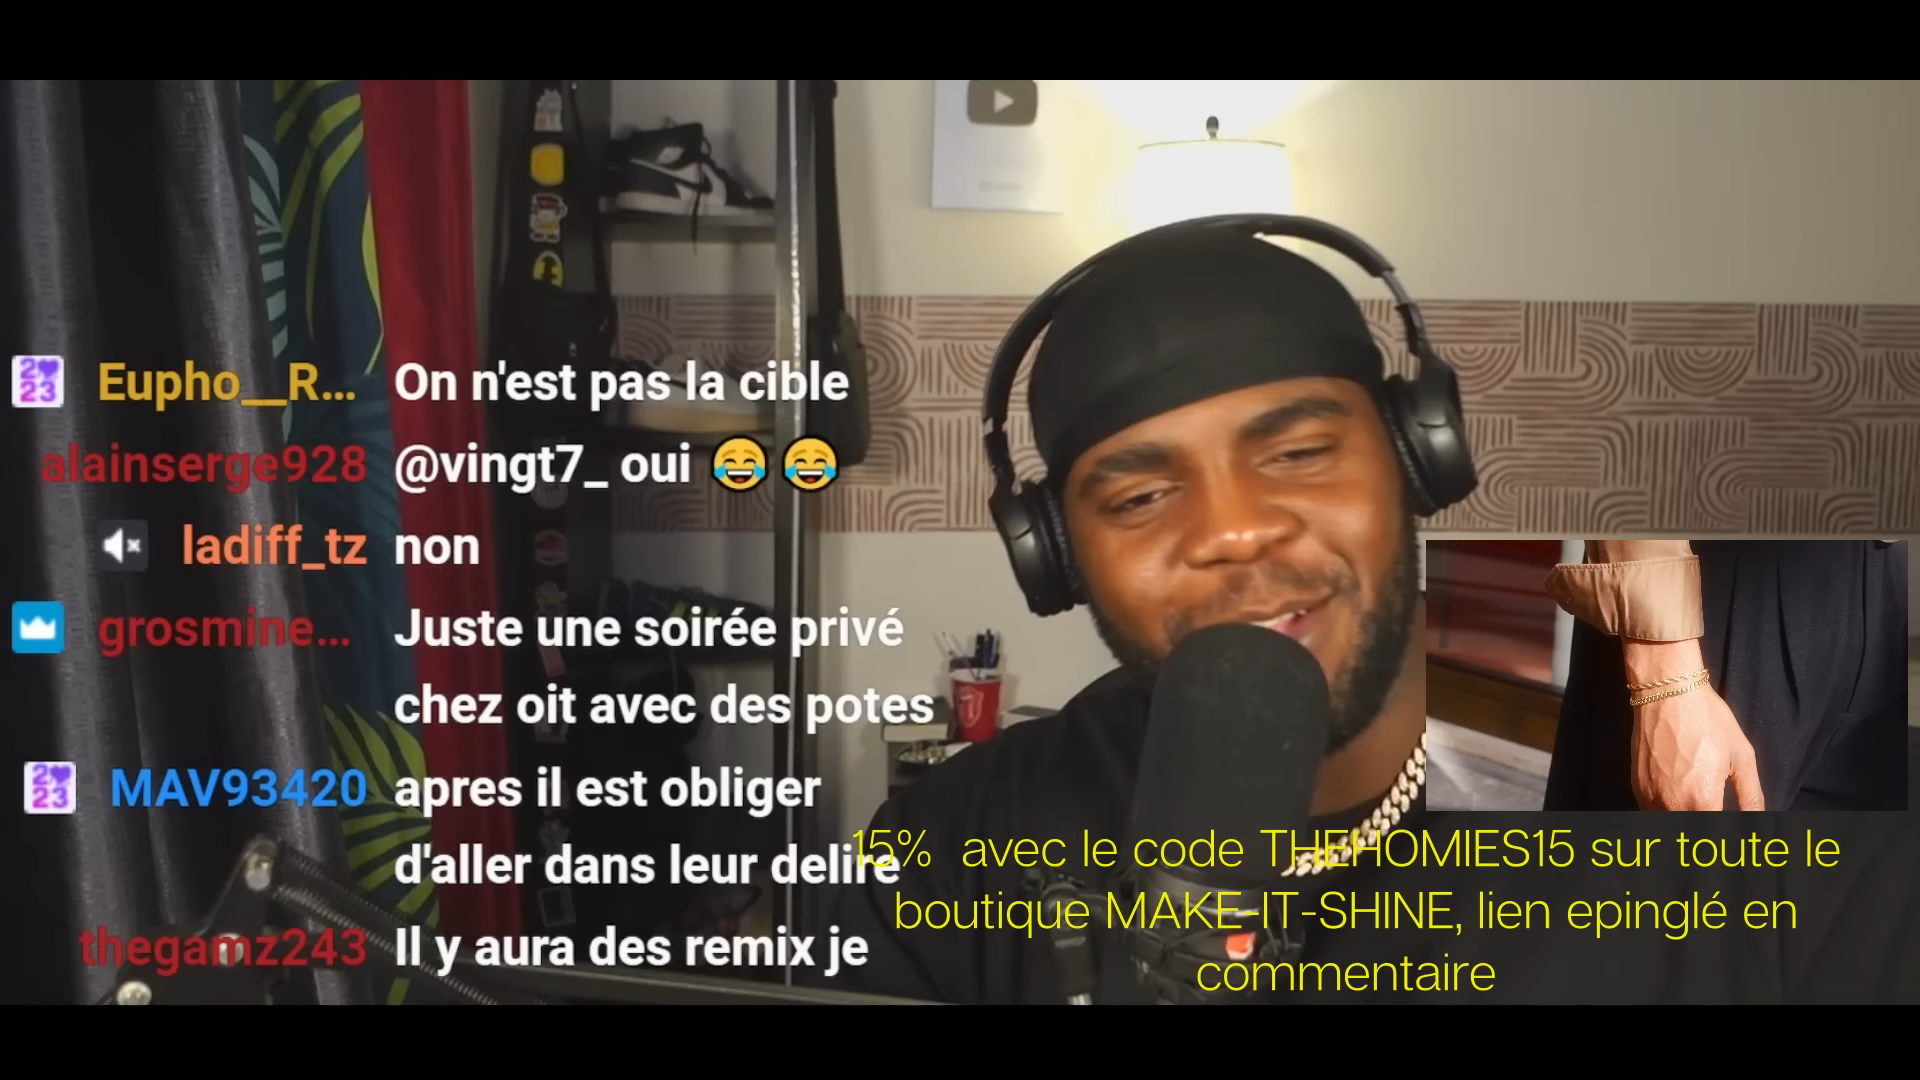 Eupho__R... On n'est pas la cible
alainserge928 @vingt7_ oui 😂 😂
ladiff_tz non
grosmine... Juste une soirée privé
chez oit avec des potes
MAV93420 apres il est obliger
d'aller dans leur delire
thegamz243 Il y aura des remix je
15% avec le code THEHOMIES15 sur toute le
boutique MAKE-IT-SHINE, lien epinglé en
commentaire